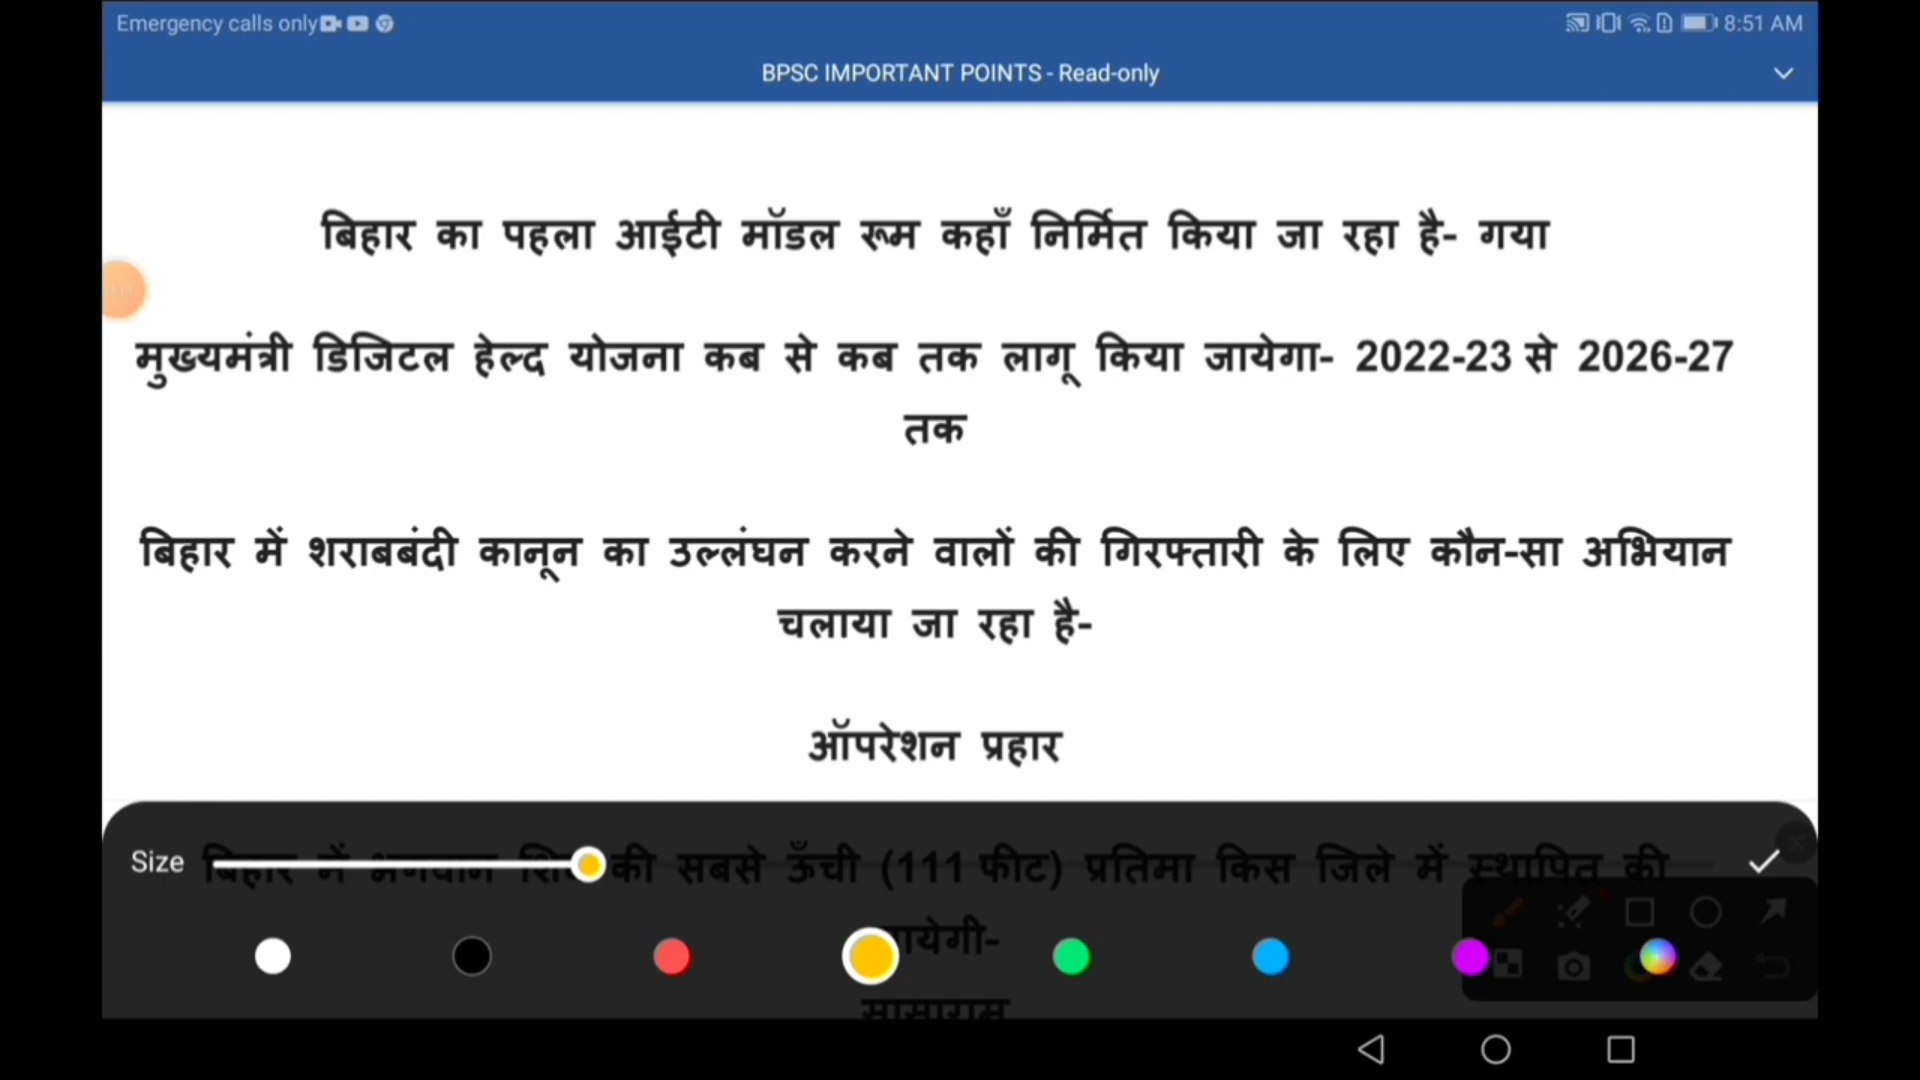 Emergency calls only
8:51 AM
BPSC IMPORTANT POINTS - Read-only
बिहार का पहला आईटी मॉडल रूम कहाँ निर्मित किया जा रहा है- गया
मुख्यमंत्री डिजिटल हेल्द योजना कब से कब तक लागू किया जायेगा- 2022-23 से 2026-27
तक
बिहार में शराबबंदी कानून का उल्लंघन करने वालों की गिरफ्तारी के लिए कौन-सा अभियान
चलाया जा रहा है-
ऑपरेशन प्रहार
Size
बिहार में भगवान शिव की सबसे ऊँची (111 फीट) प्रतिमा किस जिले में स्थापित की
सासाराम